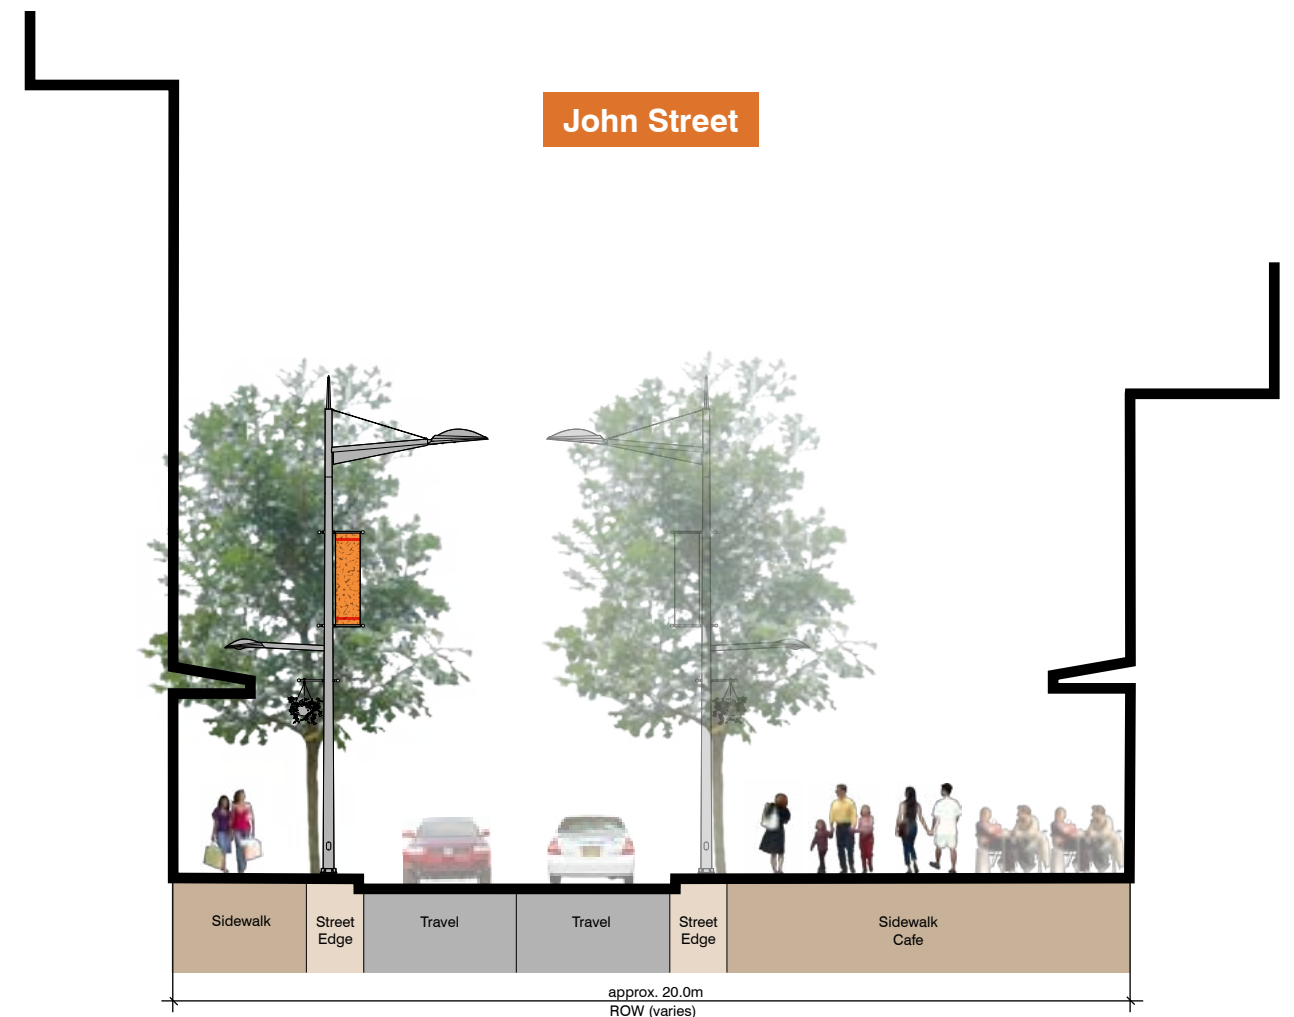 John Street
Sidewalk
Street
Edge
Travel
Travel
Street
Edge
Sidewalk
Cafe
approx. 20.0m
ROW (varies)